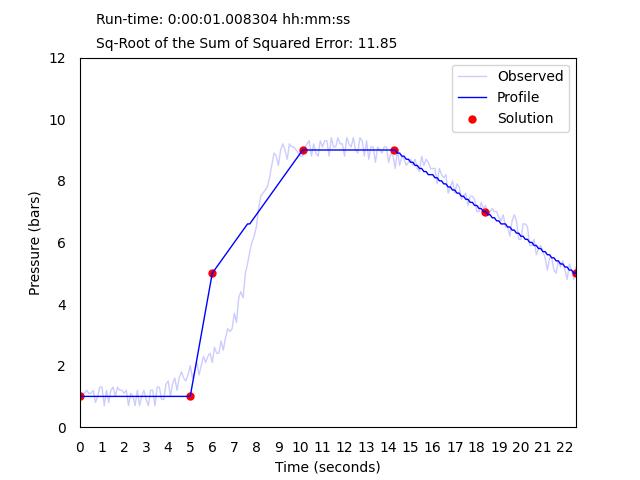 Run-time: 0:00:01.008304 hh:mm:ss
Sq-Root of the Sum of Squared Error: 11.85
12
10
8
6
4
2
0
Pressure (bars)
Observed
Profile
Solution
0 1 2 3 4 5 6 7 8 9 10 11 12 13 14 15 16 17 18 19 20 21 22
Time (seconds)